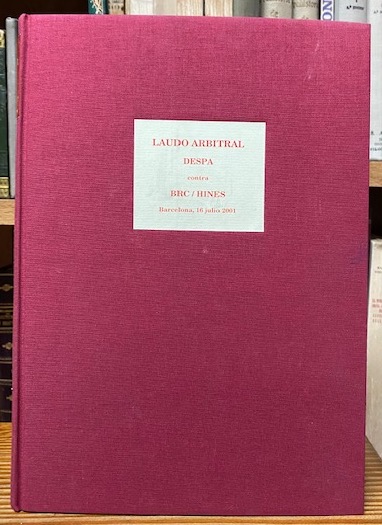 LAUDO ARBITRAL
DESPA
contra
BRC / HINES
Barcelona, 16 julio 2001